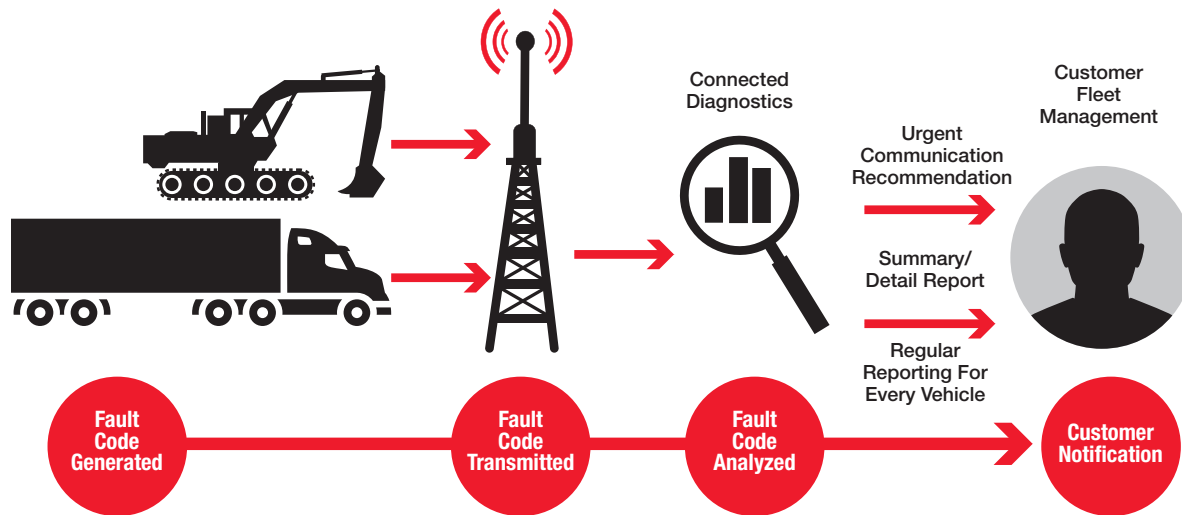 Connected
Diagnostics
Urgent
Communication
Recommendation
Summary/
Detail Report
Regular
Reporting For
Every Vehicle
Customer
Fleet
Management
Fault
Code
Generated
Fault
Code
Transmitted
Fault
Code
Analyzed
Customer
Notification